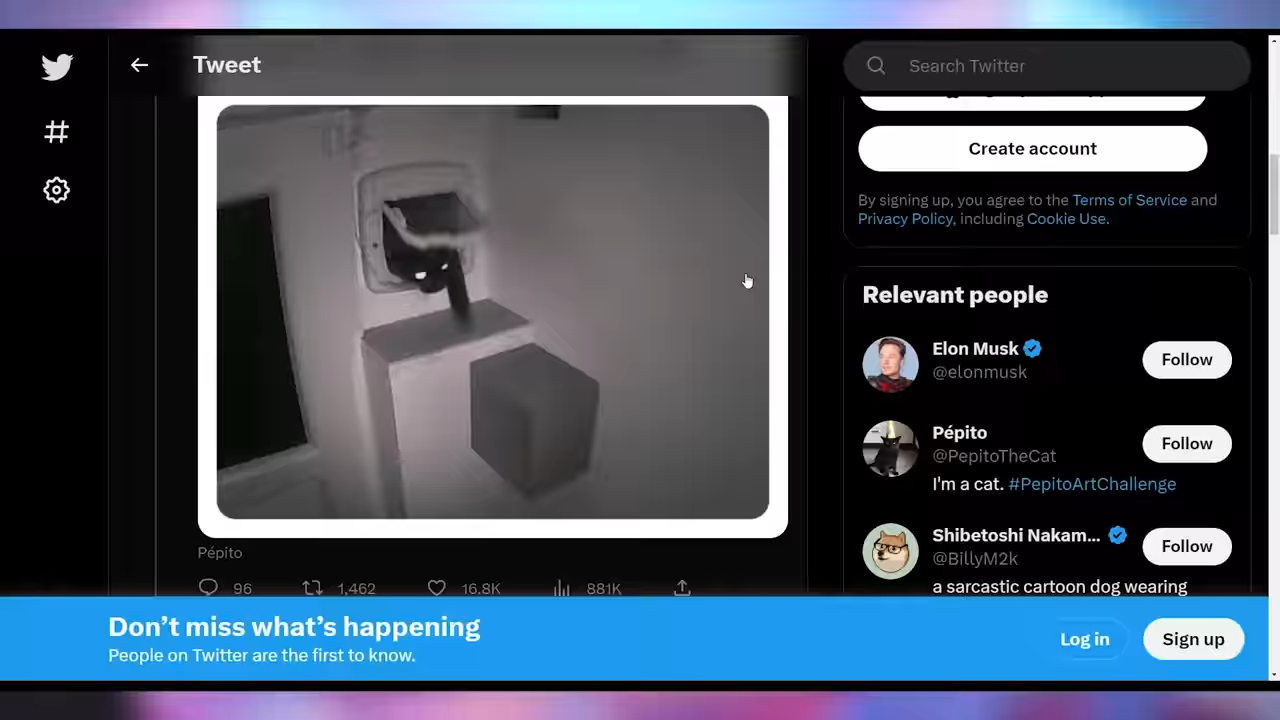 Tweet
Search Twitter
Create account
By signing up, you agree to the Terms of Service and
Privacy Policy, including Cookie Use.
Relevant people
Elon Musk
@elonmusk
Follow
Pépito
@PepitoTheCat
Follow
I'm a cat. #PepitoArtChallenge
Shibetoshi Nakam...
@BillyM2k
Follow
a sarcastic cartoon dog wearing
Pépito
96 1,462 16.8K 881K
Don’t miss what’s happening
People on Twitter are the first to know.
Log in
Sign up